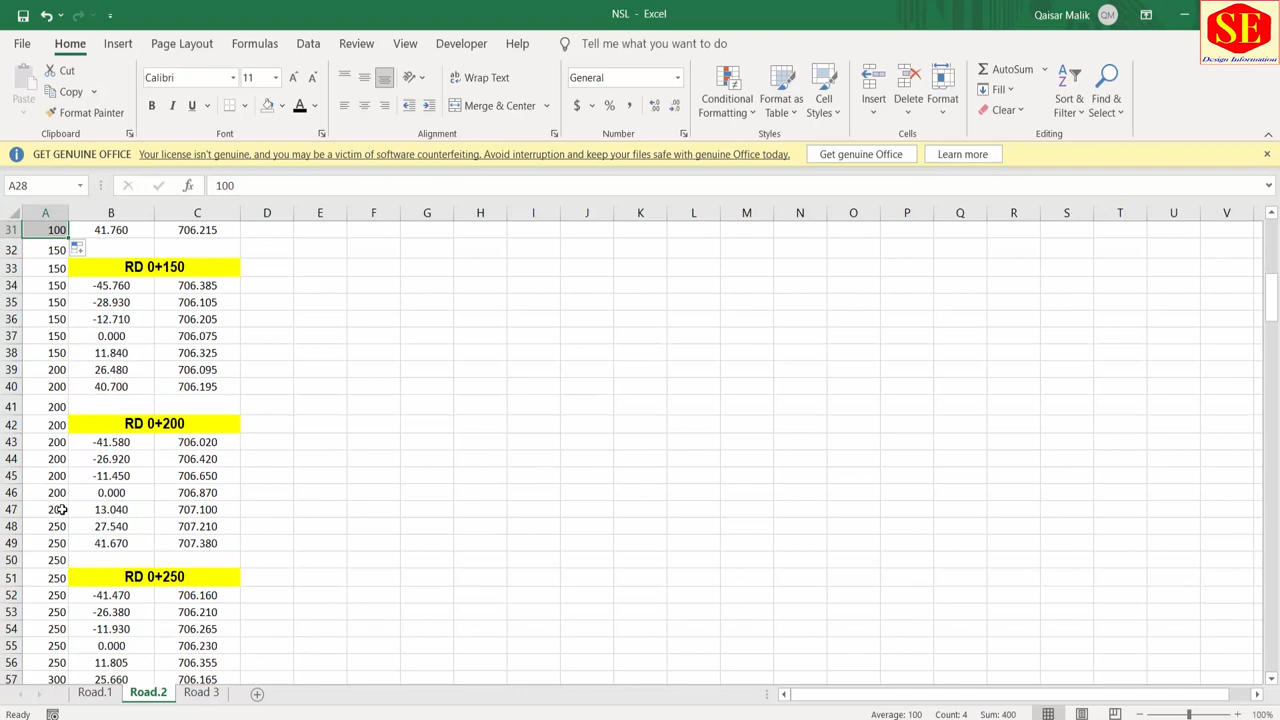 NSL - Excel
Qaisar Malik QM
SE
Design Information
File Home Insert Page Layout Formulas Data Review View Developer Help Tell me what you want to do
Paste Cut
Copy
Format Painter
Calibri 11
B I U
Wrap Text
Merge & Center
General
$ % ,
Conditional Formatting
Format as Table
Cell Styles
Insert Delete Format
AutoSum
Fill
Clear
Sort & Filter
Find & Select
Clipboard Font Alignment Number Styles Cells Editing
GET GENUINE OFFICE Your license isn't genuine, and you may be a victim of software counterfeiting. Avoid interruption and keep your files safe with genuine Office today. Get genuine Office Learn more
A28 fx 100
A B C D E F G H I J K L M N O P Q R S T U V
31 100 41.760 706.215
32 150
33 150 RD 0+150
34 150 -45.760 706.385
35 150 -28.930 706.105
36 150 -12.710 706.205
37 150 0.000 706.075
38 150 11.840 706.325
39 200 26.480 706.095
40 200 40.700 706.195
41 200
42 200 RD 0+200
43 200 -41.580 706.020
44 200 -26.920 706.420
45 200 -11.450 706.650
46 200 0.000 706.870
47 200 13.040 707.100
48 250 27.540 707.210
49 250 41.670 707.380
50 250
51 250 RD 0+250
52 250 -41.470 706.160
53 250 -26.380 706.210
54 250 -11.930 706.265
55 250 0.000 706.230
56 250 11.805 706.355
57 300 25.660 706.165
Road.1 Road.2 Road 3
Ready Average: 100 Count: 4 Sum: 400 100%